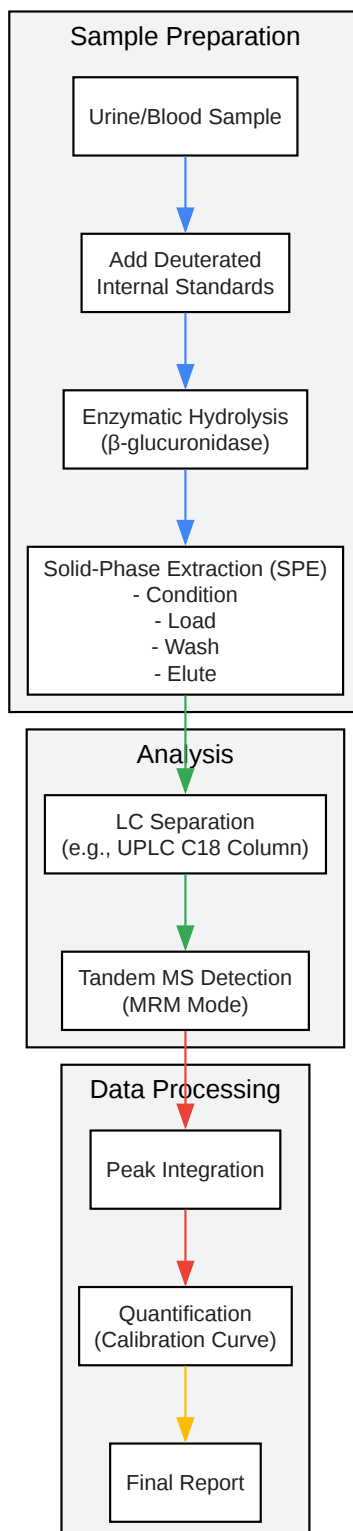 Sample Preparation
Urine/Blood Sample
Add Deuterated
Internal Standards
Enzymatic Hydrolysis
(β-glucuronidase)
Solid-Phase Extraction (SPE)
- Condition
- Load
- Wash
- Elute
Analysis
LC Separation
(e.g., UPLC C18 Column)
Tandem MS Detection
(MRM Mode)
Data Processing
Peak Integration
Quantification
(Calibration Curve)
Final Report